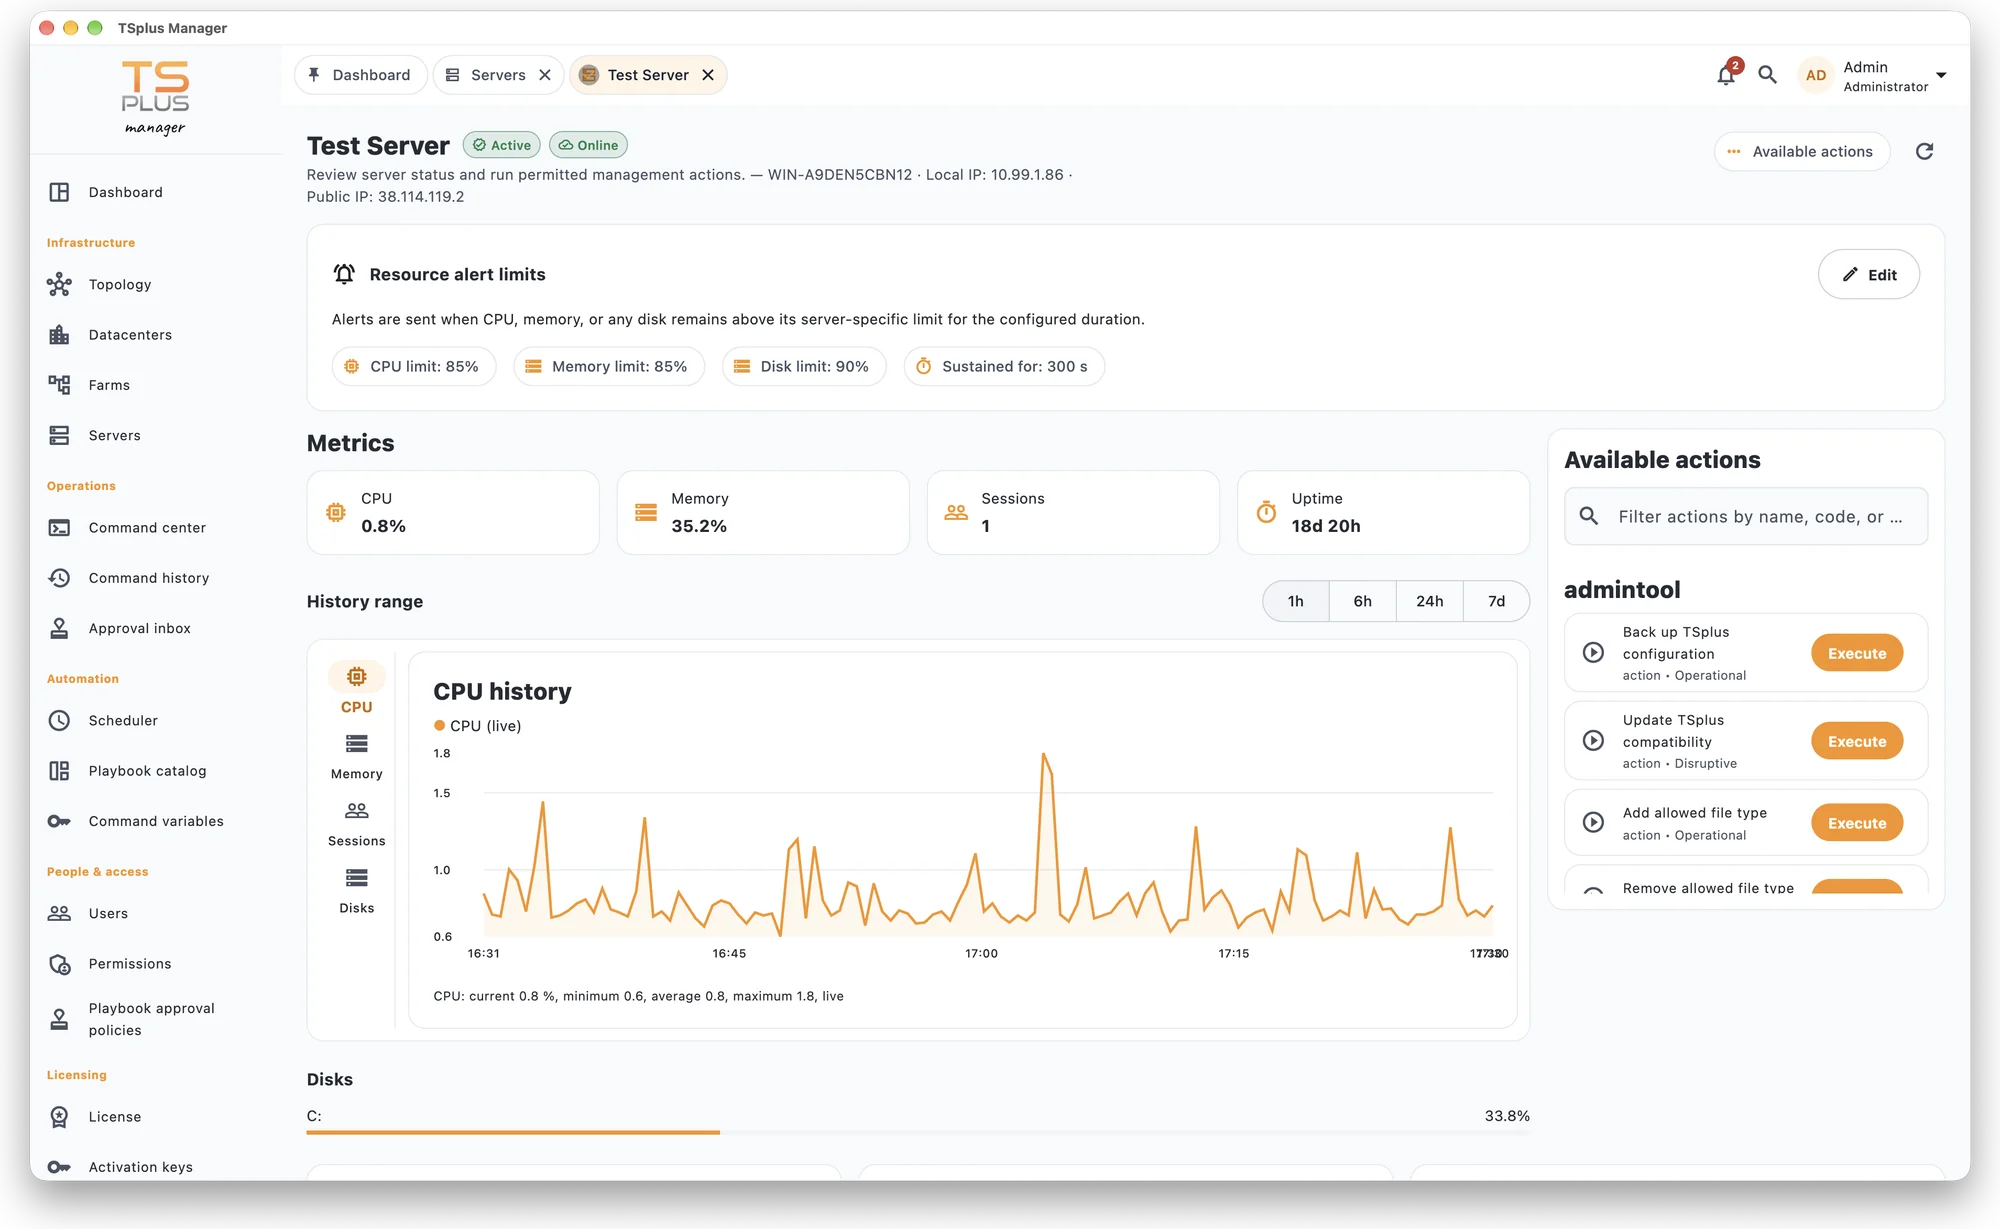 TSplus Manager
TS
PLUS
manager
Dashboard
Servers
Test Server
2
AD
Admin
Administrator
Dashboard
Infrastructure
Topology
Datacenters
Farms
Servers
Operations
Command center
Command history
Approval inbox
Automation
Scheduler
Playbook catalog
Command variables
People & access
Users
Permissions
Playbook approval
policies
Licensing
License
Activation keys
Test Server
Active
Online
Review server status and run permitted management actions. — WIN-A9DEN5CBN12 · Local IP: 10.99.1.86 ·
Public IP: 38.114.119.2
Available actions
Resource alert limits
Edit
Alerts are sent when CPU, memory, or any disk remains above its server-specific limit for the configured duration.
CPU limit: 85%
Memory limit: 85%
Disk limit: 90%
Sustained for: 300 s
Metrics
CPU
0.8%
Memory
35.2%
Sessions
1
Uptime
18d 20h
History range
1h
6h
24h
7d
CPU
Memory
Sessions
Disks
CPU history
CPU (live)
1.8
1.5
1.0
0.6
16:31
16:45
17:00
17:15
CPU: current 0.8 %, minimum 0.6, average 0.8, maximum 1.8, live
Disks
C:
33.8%
Available actions
Filter actions by name, code, or ...
admintool
Back up TSplus
configuration
action • Operational
Execute
Update TSplus
compatibility
action • Disruptive
Execute
Add allowed file type
action • Operational
Execute
Remove allowed file type